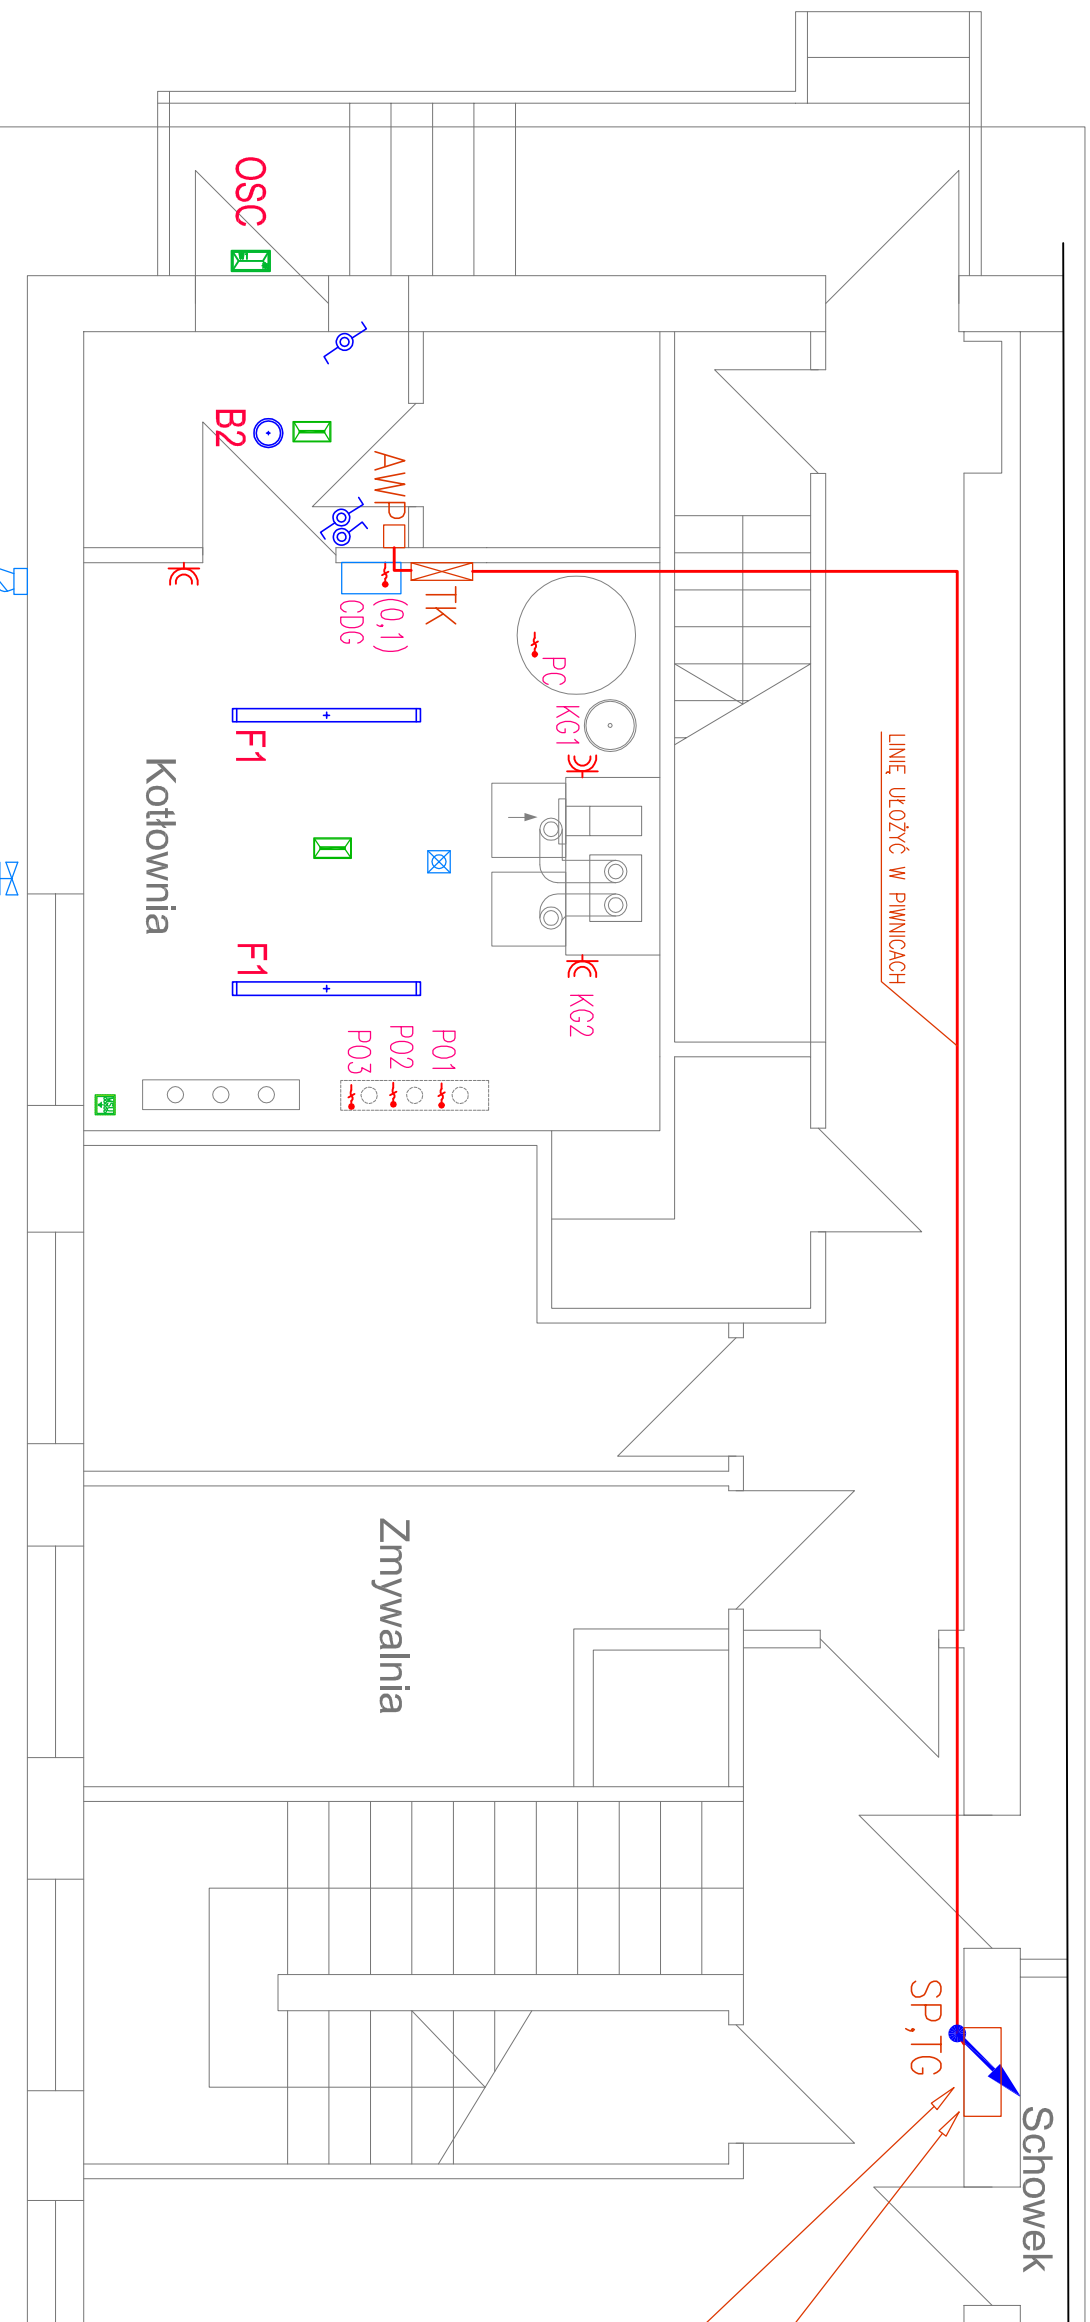 OSC
B2
AWP
TK
(0,1)
CDG
PC
KG1
KG2
F1
F1
Kotłownia
PO1
PO2
PO3
LINIĘ UŁOŻYĆ W PIWNICACH
Zmywalnia
SP,TG
Schowek